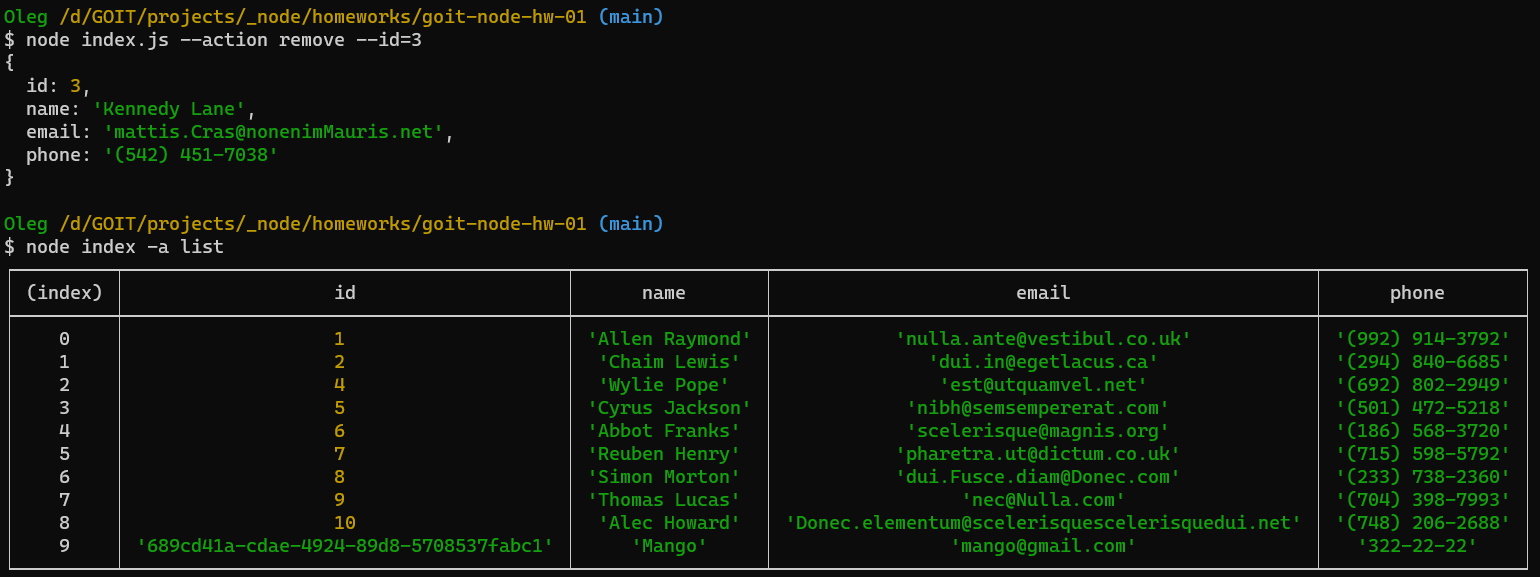 Oleg /d/GOIT/projects/_node/homeworks/goit-node-hw-01 (main)
$ node index.js --action remove --id=3
{
  id: 3,
  name: 'Kennedy Lane',
  email: 'mattis.Cras@nonenimMauris.net',
  phone: '(542) 451-7038'
}
Oleg /d/GOIT/projects/_node/homeworks/goit-node-hw-01 (main)
$ node index -a list
(index) id name email phone
0 1 'Allen Raymond' 'nulla.ante@vestibul.co.uk' '(992) 914-3792'
1 2 'Chaim Lewis' 'dui.in@egetlacus.ca' '(294) 840-6685'
2 4 'Wylie Pope' 'est@utquamvel.net' '(692) 802-2949'
3 5 'Cyrus Jackson' 'nibh@semsempererat.com' '(501) 472-5218'
4 6 'Abbot Franks' 'scelerisque@magnis.org' '(186) 568-3720'
5 7 'Reuben Henry' 'pharetra.ut@dictum.co.uk' '(715) 598-5792'
6 8 'Simon Morton' 'dui.Fusce.diam@Donec.com' '(233) 738-2360'
7 9 'Thomas Lucas' 'nec@Nulla.com' '(704) 398-7993'
8 10 'Alec Howard' 'Donec.elementum@scelerisquescelerisquedui.net' '(748) 206-2688'
9 '689cd41a-cdae-4924-89d8-5708537fabc1' 'Mango' 'mango@gmail.com' '322-22-22'